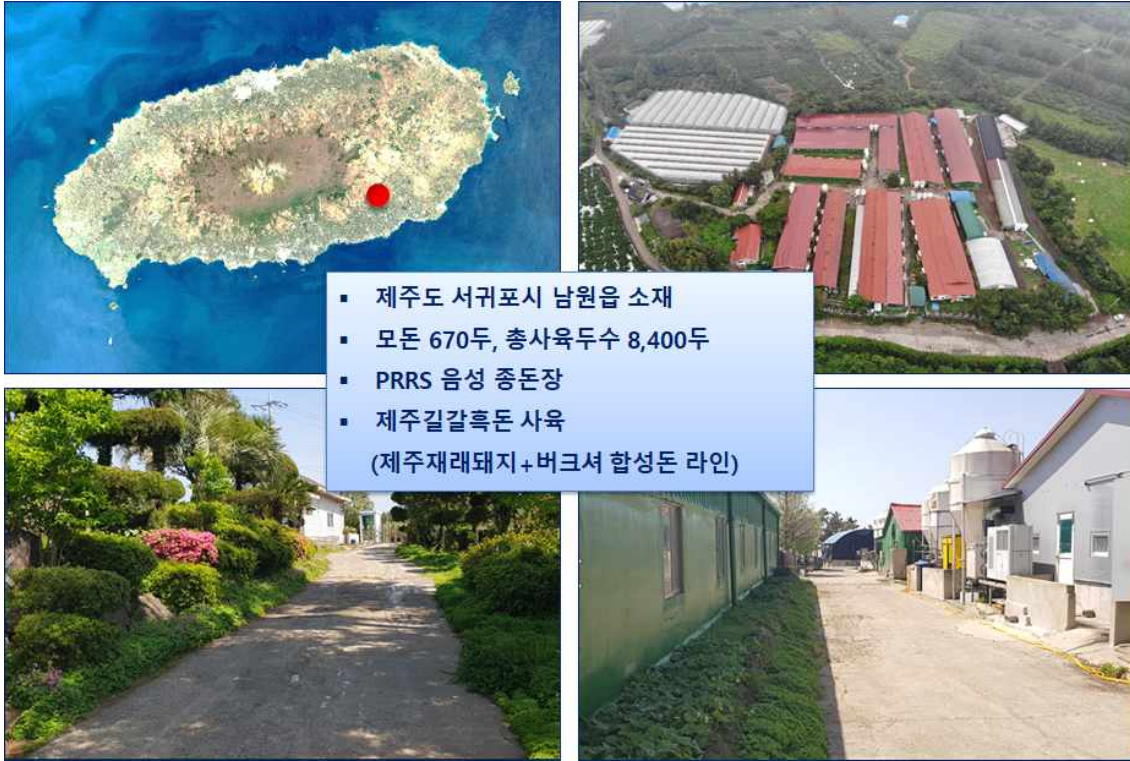 ▪ 제주도 서귀포시 남원읍 소재
▪ 모돈 670두, 총사육두수 8,400두
▪ PRRS 음성 종돈장
▪ 제주길갈흑돈 사육
(제주재래돼지+버크셔 합성돈 라인)